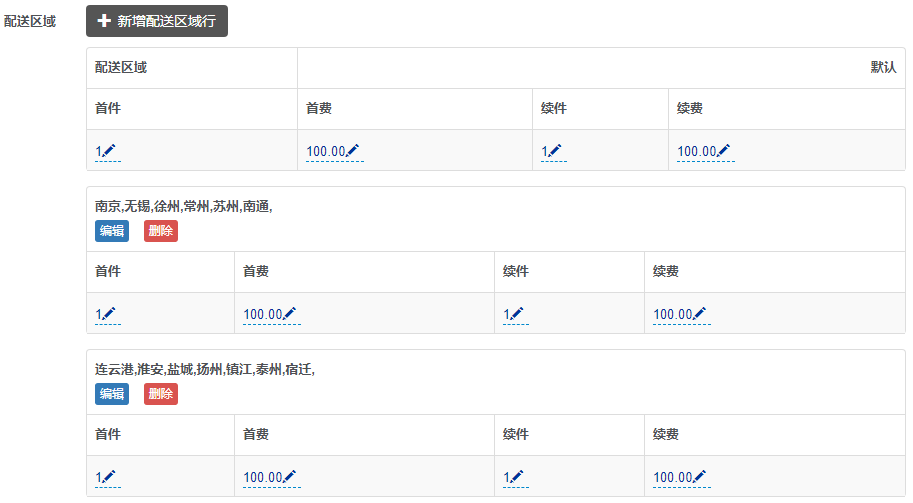 配送区域 新增配送区域行
配送区域 默认
首件 首费 续件 续费
1 100.00 1 100.00
南京,无锡,徐州,常州,苏州,南通,
编辑 删除
首件 首费 续件 续费
1 100.00 1 100.00
连云港,淮安,盐城,扬州,镇江,泰州,宿迁,
编辑 删除
首件 首费 续件 续费
1 100.00 1 100.00